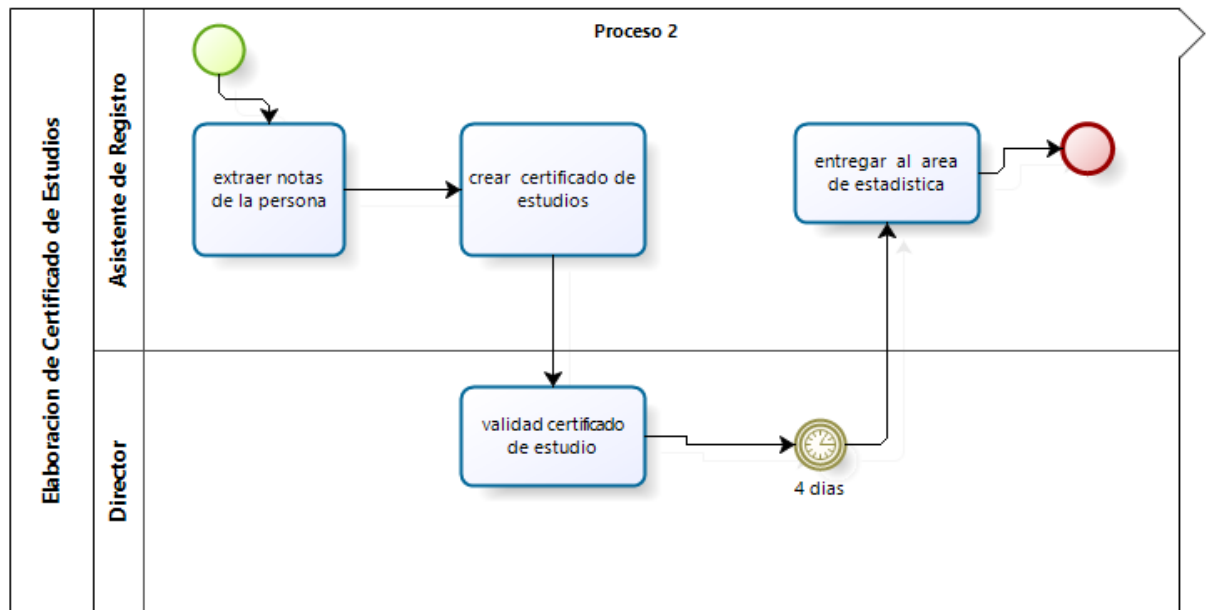 Proceso 2
Elaboracion de Certificado de Estudios
Asistente de Registro
extraer notas
de la persona
crear certificado de
estudios
entregar al area
de estadistica
Director
validad certificado
de estudio
4 dias